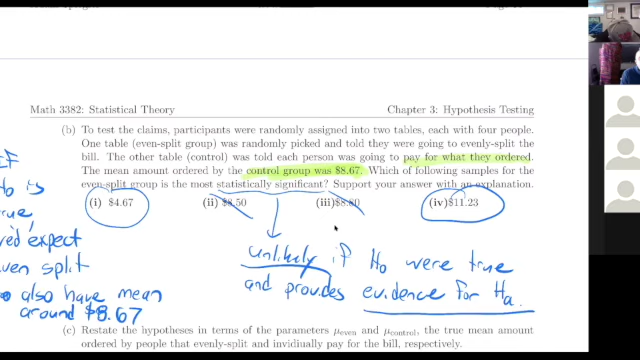 Math 3382: Statistical Theory Chapter 3: Hypothesis Testing
(b) To test the claims, participants were randomly assigned into two tables, each with four people.
One table (even-split group) was randomly picked and told they were going to evenly-split the
bill. The other table (control) was told each person was going to pay for what they ordered.
The mean amount ordered by the control group was $8.67. Which of following samples for the
even-split group is the most statistically significant? Support your answer with an explanation.
(i) $4.67 (ii) $8.50 (iii) $8.80 (iv) $11.23
Ho is
true,
expect
even split
also have mean
around $8.67
unlikely if Ho were true
and provides evidence for Ha.
(c) Restate the hypotheses in terms of the parameters μeven and μcontrol, the true mean amount
ordered by people that evenly-split and invidiually pay for the bill, respectively.